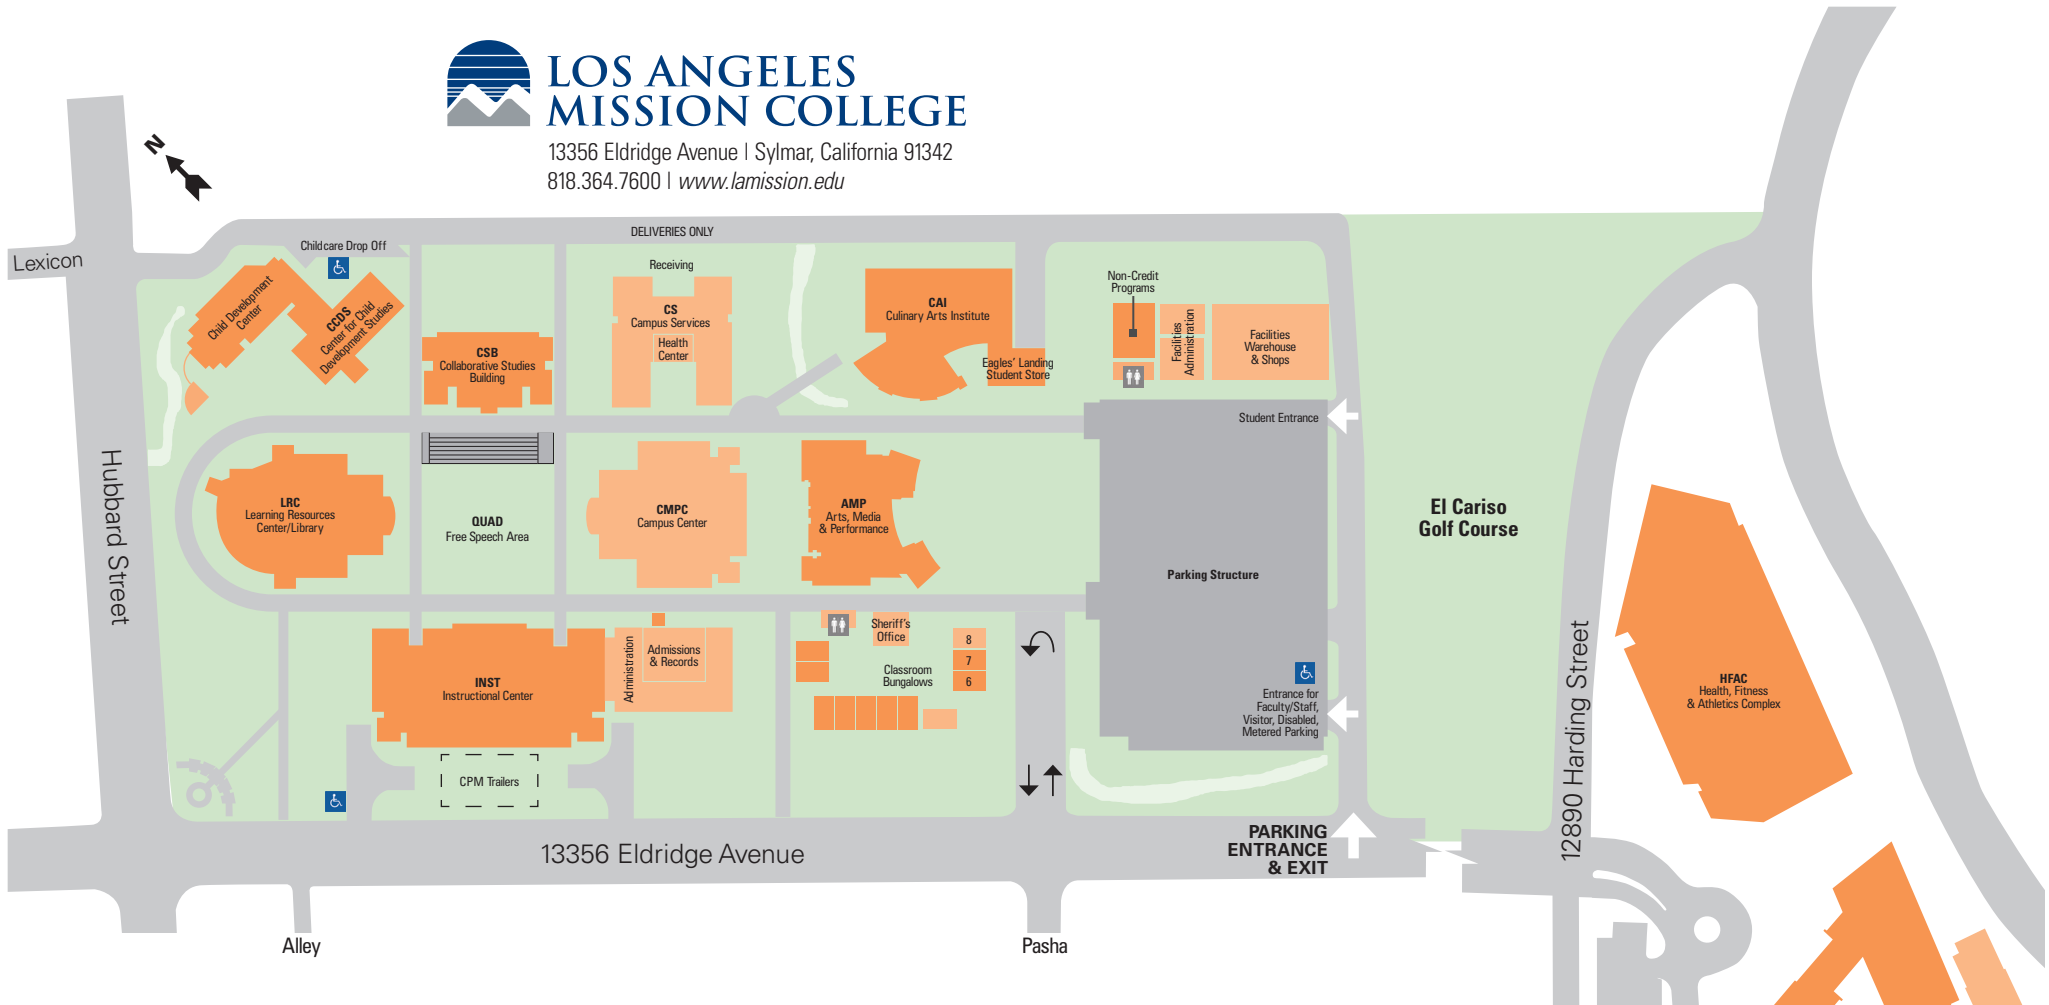 LOS ANGELES
MISSION COLLEGE
13356 Eldridge Avenue | Sylmar, California 91342
818.364.7600 | www.lamission.edu
N
Lexicon
Childcare Drop Off
DELIVERIES ONLY
Receiving
Child Development
Center
CCDS
Center for Child
Development Studies
CSB
Collaborative Studies
Building
CS
Campus Services
Health
Center
CAI
Culinary Arts Institute
Eagles' Landing
Student Store
Non-Credit
Programs
Facilities
Administration
Facilities
Warehouse
& Shops
Student Entrance
Hubbard Street
LRC
Learning Resources
Center/Library
QUAD
Free Speech Area
CMPC
Campus Center
AMP
Arts, Media
& Performance
Parking Structure
El Cariso
Golf Course
INST
Instructional Center
Administration
Admissions
& Records
Sheriff's
Office
Classroom
Bungalows
8
7
6
Entrance for
Faculty/Staff,
Visitor, Disabled,
Metered Parking
HFAC
Health, Fitness
& Athletics Complex
12890 Harding Street
CPM Trailers
13356 Eldridge Avenue
PARKING
ENTRANCE
& EXIT
Alley
Pasha